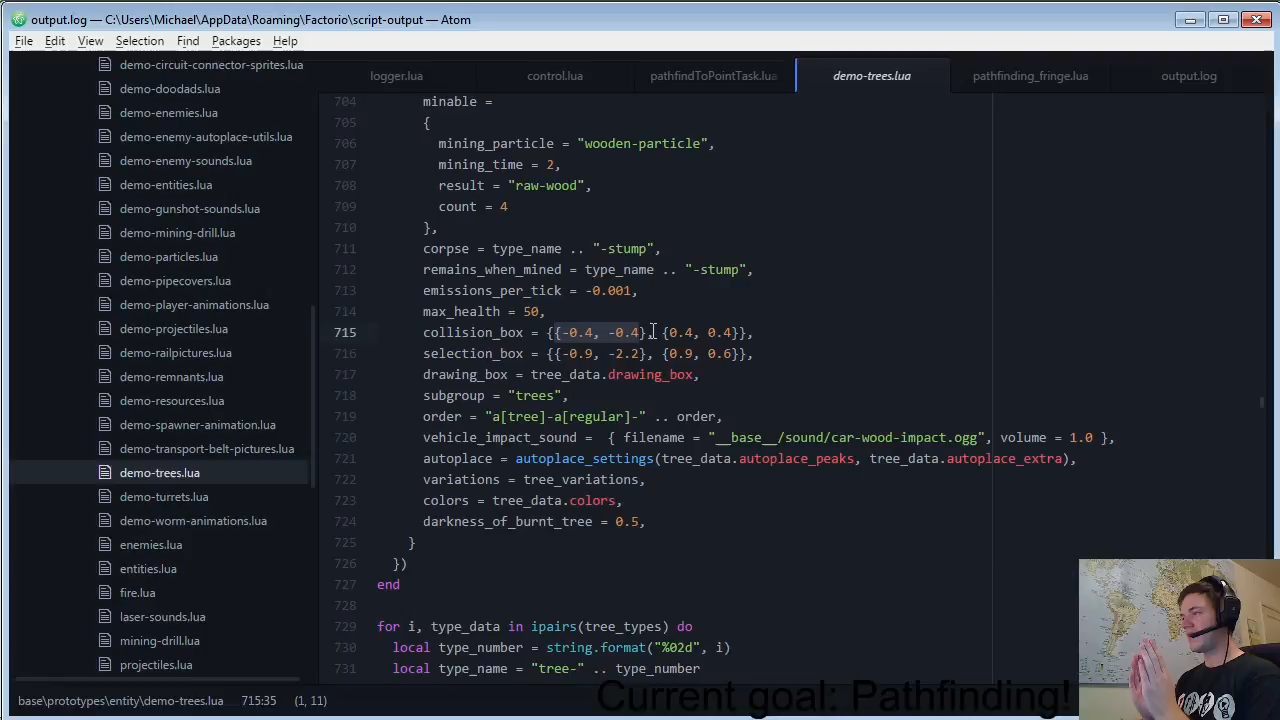 output.log — C:\Users\Michael\AppData\Roaming\Factorio\script-output — Atom
File Edit View Selection Find Packages Help
demo-circuit-connector-sprites.lua
demo-doodads.lua
demo-enemies.lua
demo-enemy-autoplace-utils.lua
demo-enemy-sounds.lua
demo-entities.lua
demo-gunshot-sounds.lua
demo-mining-drill.lua
demo-particles.lua
demo-pipecovers.lua
demo-player-animations.lua
demo-projectiles.lua
demo-railpictures.lua
demo-remnants.lua
demo-resources.lua
demo-spawner-animation.lua
demo-transport-belt-pictures.lua
demo-trees.lua
demo-turrets.lua
demo-worm-animations.lua
enemies.lua
entities.lua
fire.lua
laser-sounds.lua
mining-drill.lua
projectiles.lua
logger.lua control.lua pathfindToPointTask.lua demo-trees.lua pathfinding_fringe.lua output.log
704 minable =
705 {
706 mining_particle = "wooden-particle",
707 mining_time = 2,
708 result = "raw-wood",
709 count = 4
710 },
711 corpse = type_name .. "-stump",
712 remains_when_mined = type_name .. "-stump",
713 emissions_per_tick = -0.001,
714 max_health = 50,
715 collision_box = {{-0.4, -0.4}, {0.4, 0.4}},
716 selection_box = {{-0.9, -2.2}, {0.9, 0.6}},
717 drawing_box = tree_data.drawing_box,
718 subgroup = "trees",
719 order = "a[tree]-a[regular]-" .. order,
720 vehicle_impact_sound =  { filename = "__base__/sound/car-wood-impact.ogg", volume = 1.0 },
721 autoplace = autoplace_settings(tree_data.autoplace_peaks, tree_data.autoplace_extra),
722 variations = tree_variations,
723 colors = tree_data.colors,
724 darkness_of_burnt_tree = 0.5,
725 }
726 })
727 end
728
729 for i, type_data in ipairs(tree_types) do
730 local type_number = string.format("%02d", i)
731 local type_name = "tree-" .. type_number
base\prototypes\entity\demo-trees.lua 715:35 (1, 11)
Current goal: Pathfinding!